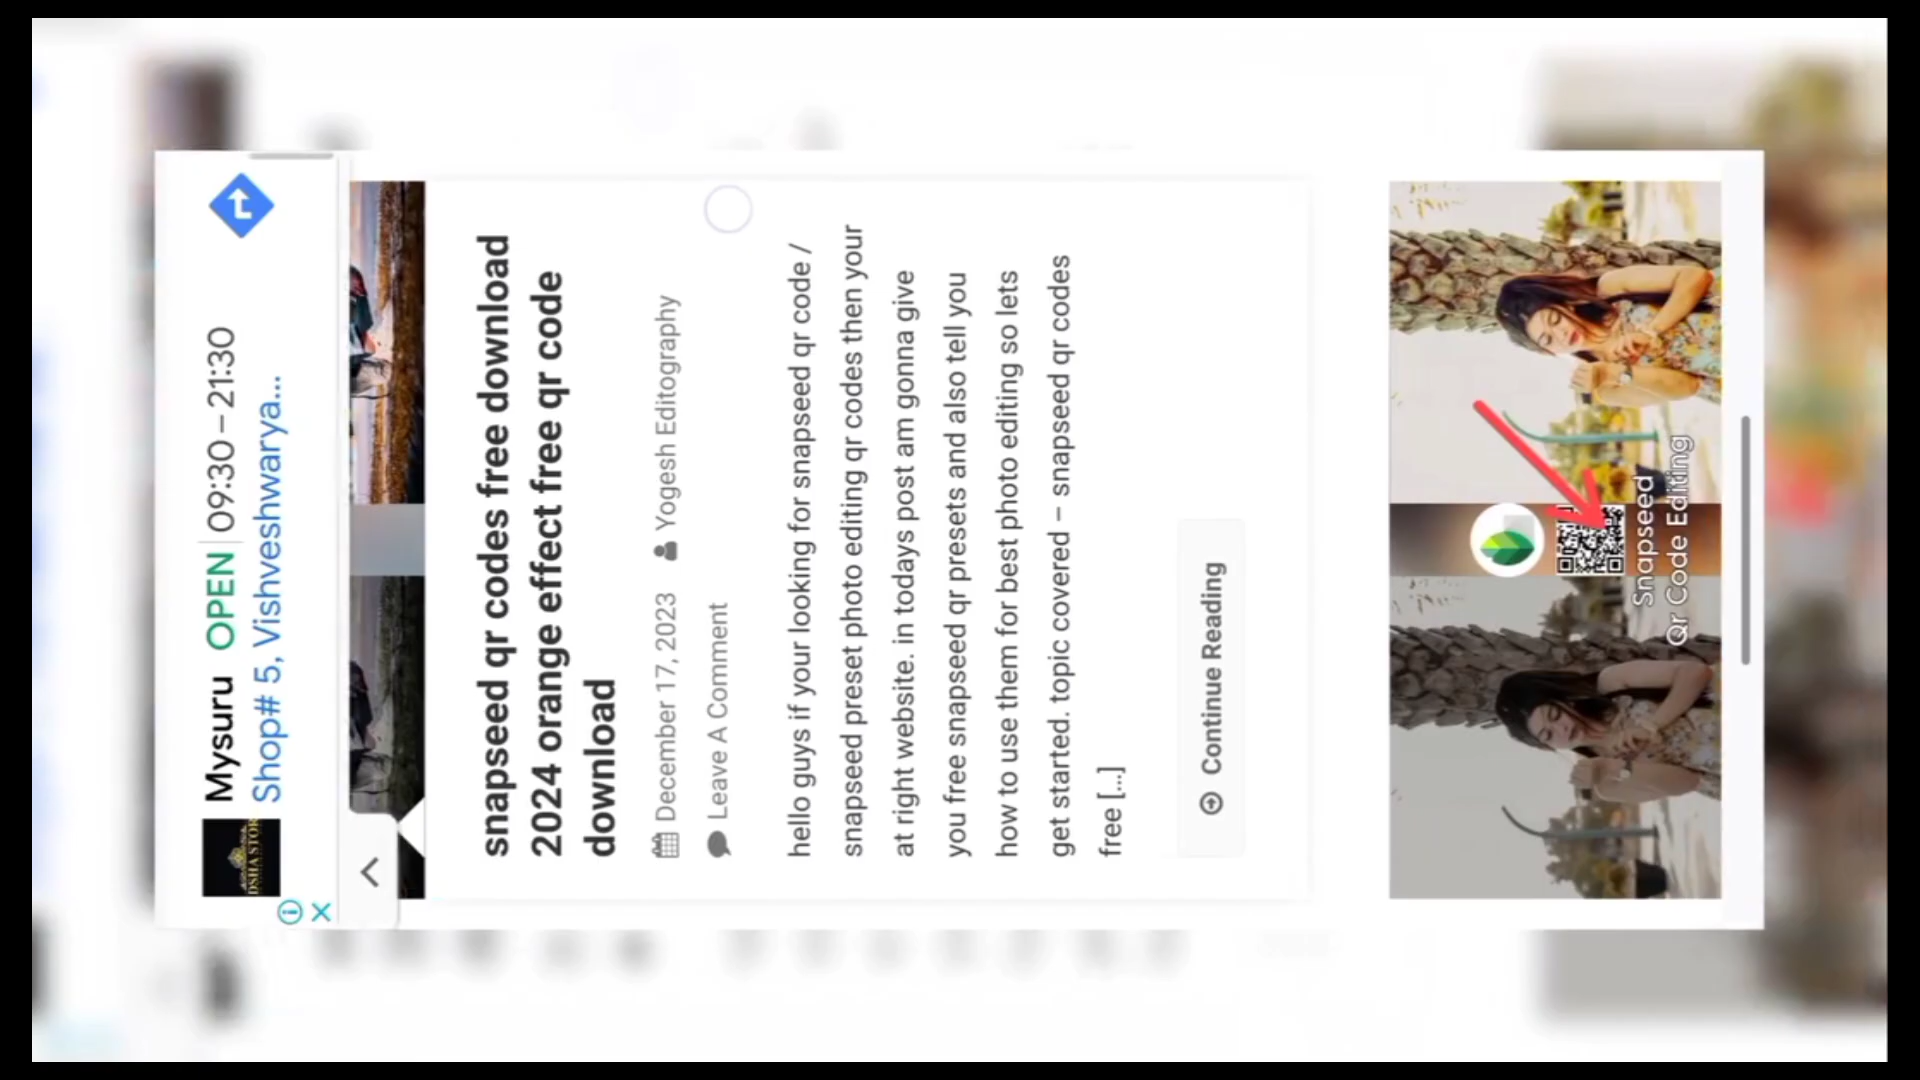 Mysuru OPEN 09:30 – 21:30
Shop# 5, Vishveshwarya...
DSHA STOR
snapseed qr codes free download
2024 orange effect free qr code
download
December 17, 2023 Yogesh Editography
Leave A Comment
hello guys if your looking for snapseed qr code /
snapseed preset photo editing qr codes then your
at right website. in todays post am gonna give
you free snapseed qr presets and also tell you
how to use them for best photo editing so lets
get started. topic covered – snapseed qr codes
free [...]
Continue Reading
Snapseed
Qr Code Editing